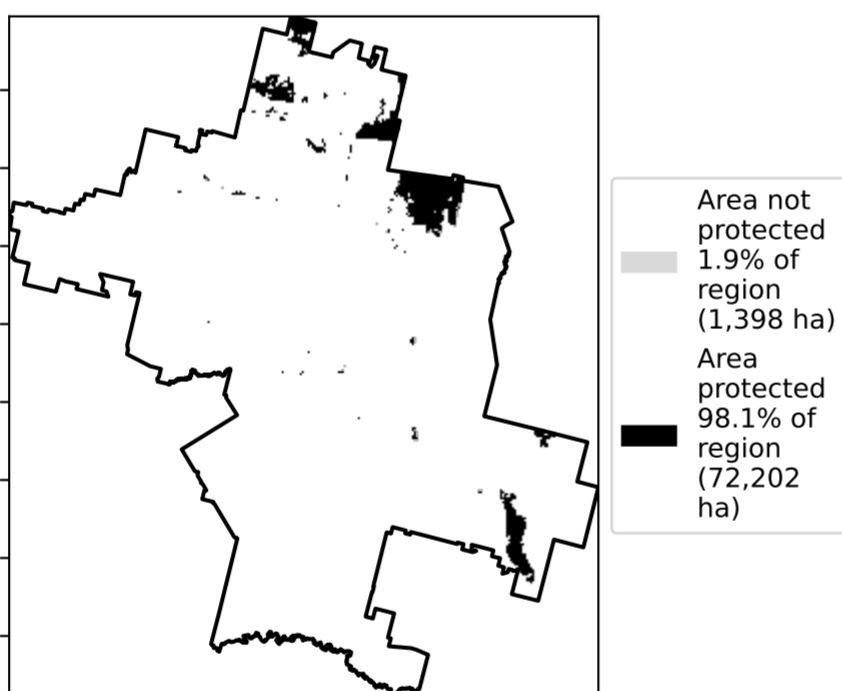 Area not
protected
1.9% of
region
(1,398 ha)
Area
protected
98.1% of
region
(72,202
ha)